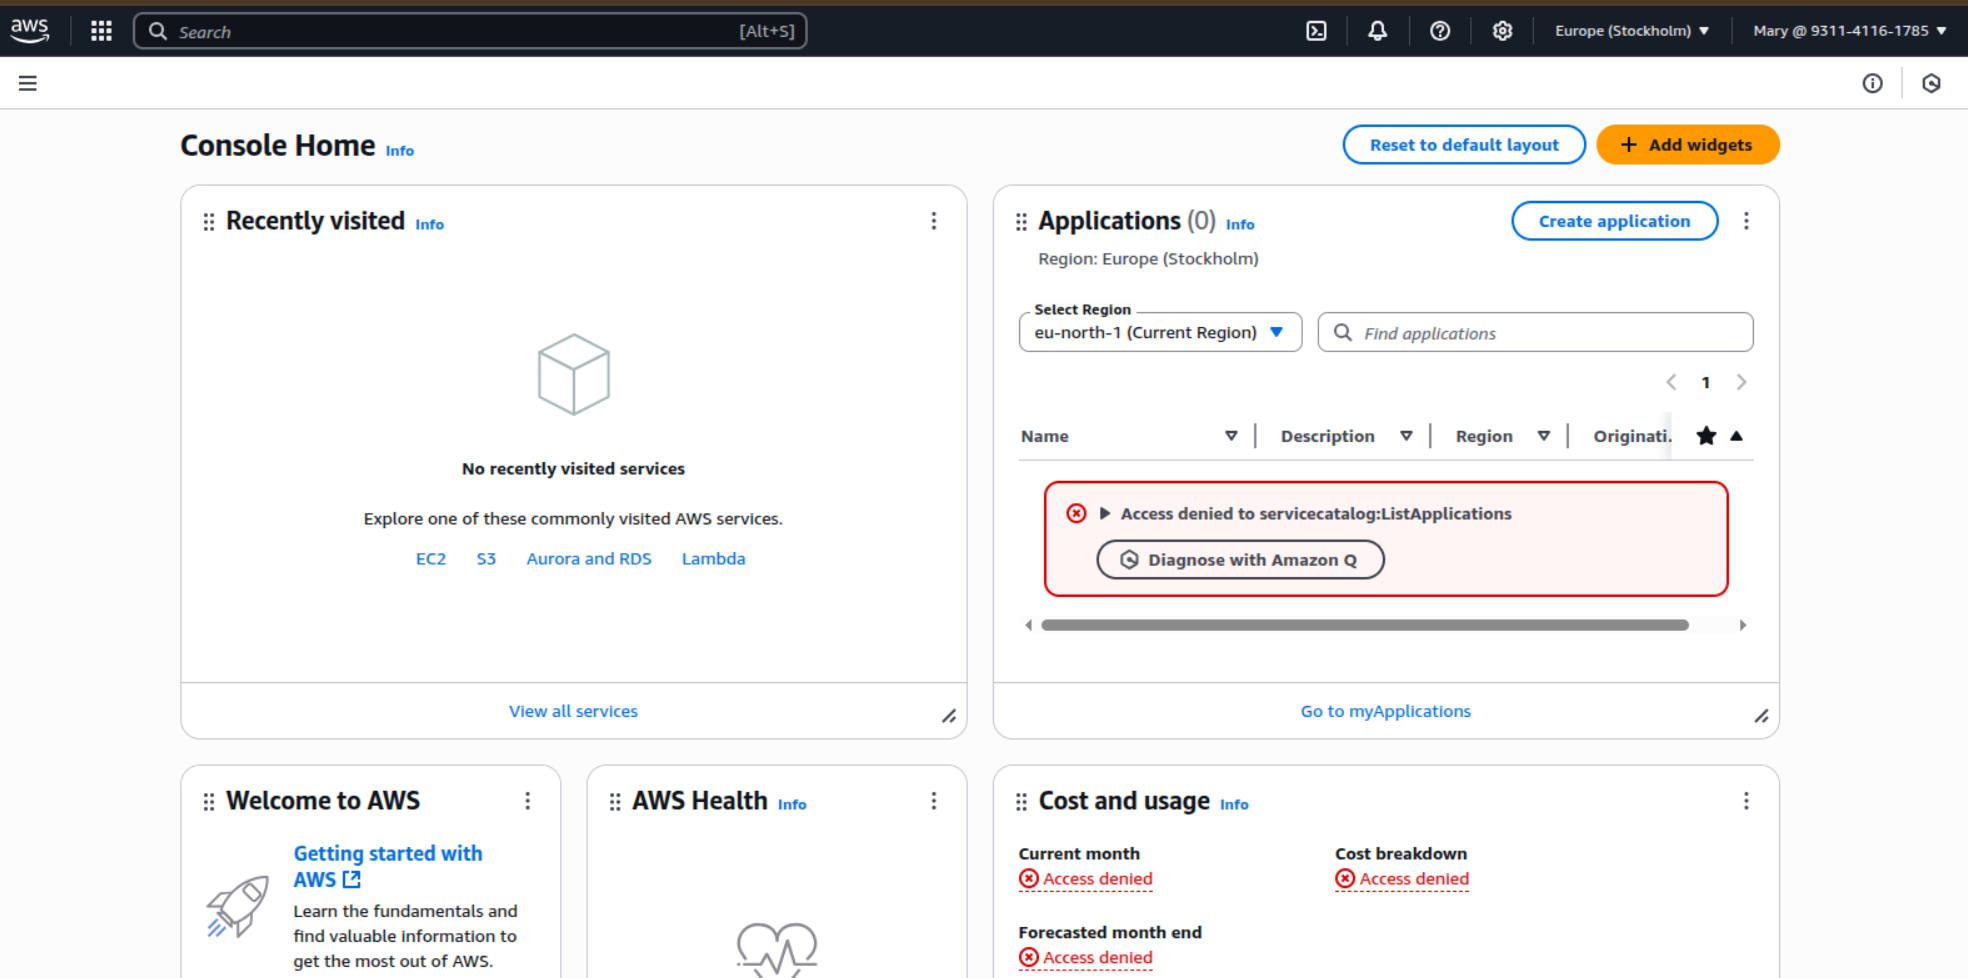 aws
Search [Alt+S]
Europe (Stockholm)
Mary @ 9311-4116-1785
Console Home Info
Reset to default layout
+ Add widgets
Recently visited Info
No recently visited services
Explore one of these commonly visited AWS services.
EC2 S3 Aurora and RDS Lambda
View all services
Applications (0) Info
Create application
Region: Europe (Stockholm)
Select Region
eu-north-1 (Current Region)
Find applications
1
Name Description Region Originati.
Access denied to servicecatalog:ListApplications
Diagnose with Amazon Q
Go to myApplications
Welcome to AWS
Getting started with
AWS
Learn the fundamentals and
find valuable information to
get the most out of AWS.
AWS Health Info
Cost and usage Info
Current month
Access denied
Cost breakdown
Access denied
Forecasted month end
Access denied